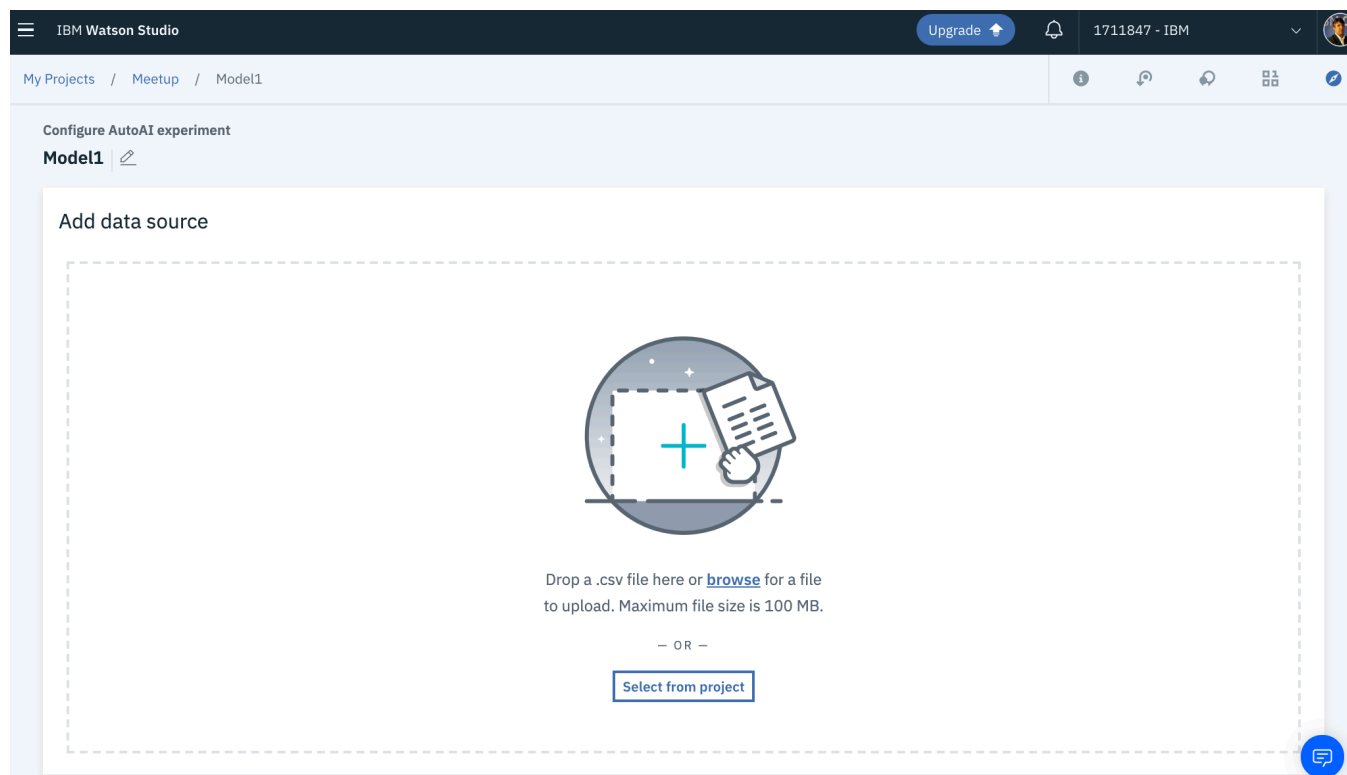 IBM Watson Studio
Upgrade
1711847 - IBM
My Projects / Meetup / Model1
Configure AutoAI experiment
Model1
Add data source
Drop a .csv file here or browse for a file
to upload. Maximum file size is 100 MB.
— OR —
Select from project